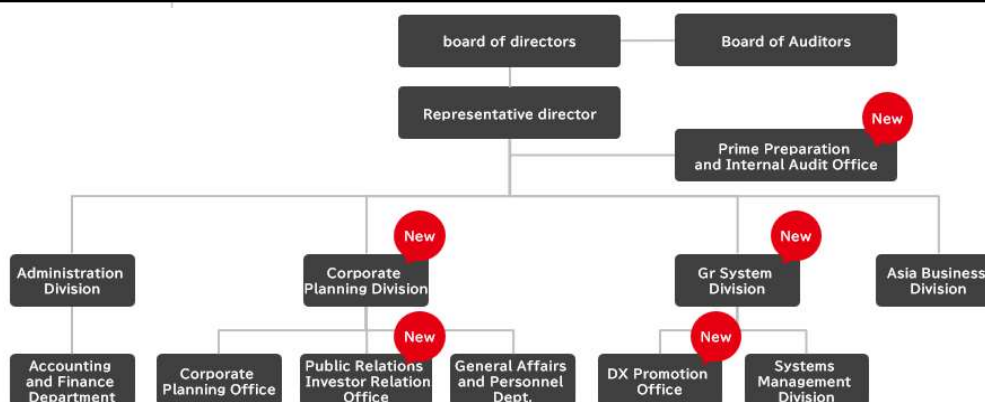 board of directors
Board of Auditors
Representative director
New
Prime Preparation
and Internal Audit Office
New
New
Administration
Division
Corporate
Planning Division
Gr System
Division
Asia Business
Division
New
New
Accounting
and Finance
Department
Corporate
Planning Office
Public Relations
Investor Relation
Office
General Affairs
and Personnel
Dept.
DX Promotion
Office
Systems
Management
Division